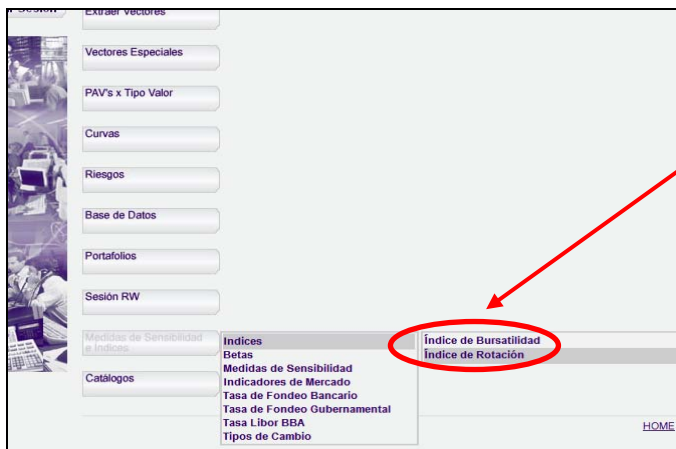 Extraer Vectores
Vectores Especiales
PAV's x Tipo Valor
Curvas
Riesgos
Base de Datos
Portafolios
Sesión RW
Medidas de Sensibilidad
e Indices
Catálogos
Indices
Betas
Medidas de Sensibilidad
Indicadores de Mercado
Tasa de Fondeo Bancario
Tasa de Fondeo Gubernamental
Tasa Libor BBA
Tipos de Cambio
Índice de Bursatilidad
Índice de Rotación
HOME